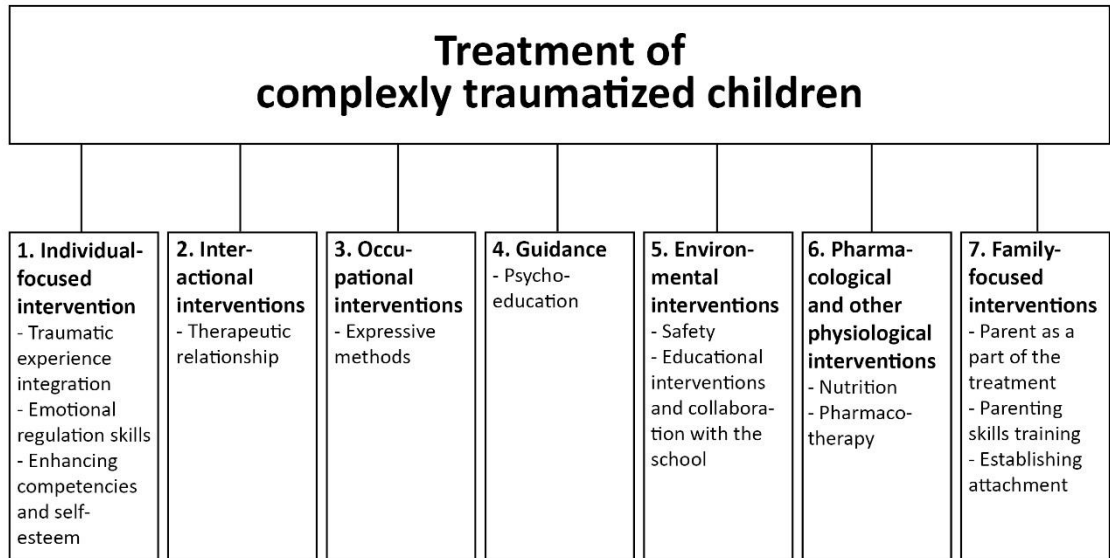 Treatment of
complexly traumatized children
1. Individual-
focused
intervention
- Traumatic
experience
integration
- Emotional
regulation skills
- Enhancing
competencies
and self-
esteem
2. Inter-
actional
interventions
- Therapeutic
relationship
3. Occu-
pational
interventions
- Expressive
methods
4. Guidance
- Psycho-
education
5. Environ-
mental
interventions
- Safety
- Educational
interventions
and collabora-
tion with the
school
6. Pharma-
cological
and other
physiological
interventions
- Nutrition
- Pharmaco-
therapy
7. Family-
focused
interventions
- Parent as a
part of the
treatment
- Parenting
skills training
- Establishing
attachment